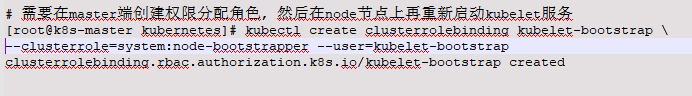 # 需要在master端创建权限分配角色, 然后在node节点上再重新启动kubelet服务
[root@k8s-master kubernetes]# kubectl create clusterrolebinding kubelet-bootstrap \
--clusterrole=system:node-bootstrapper --user=kubelet-bootstrap
clusterrolebinding.rbac.authorization.k8s.io/kubelet-bootstrap created